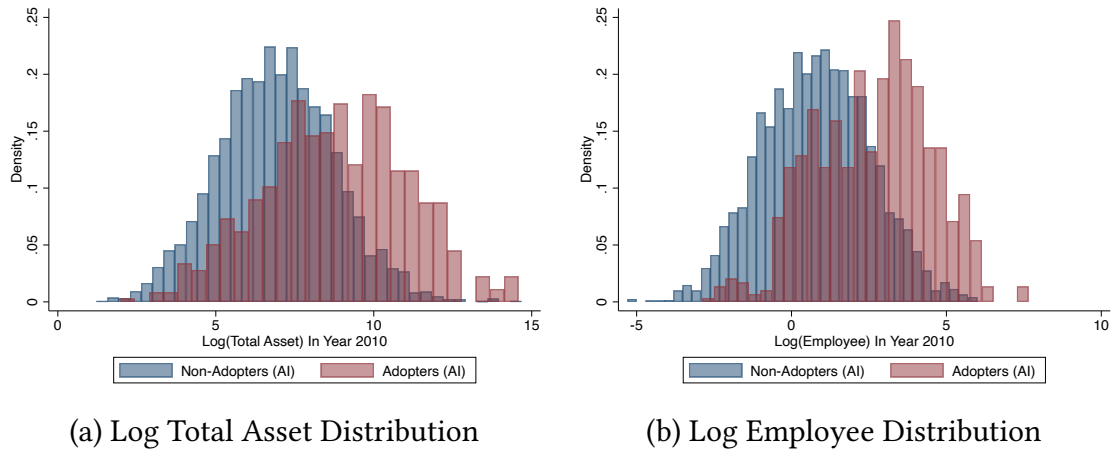 .25
.2
.15
.1
.05
0
Density
0 5 10 15
Log(Total Asset) In Year 2010
Non-Adopters (AI) Adopters (AI)
(a) Log Total Asset Distribution
.25
.2
.15
.1
.05
0
Density
-5 0 5 10
Log(Employee) In Year 2010
Non-Adopters (AI) Adopters (AI)
(b) Log Employee Distribution